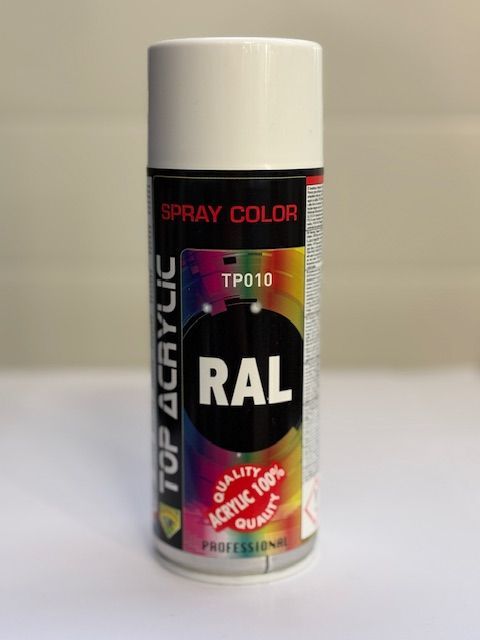 SPRAY COLOR
TP010
RAL
TOP ACRYLIC
QUALITY
ACRYLIC 100%
QUALITY
PROFESSIONAL